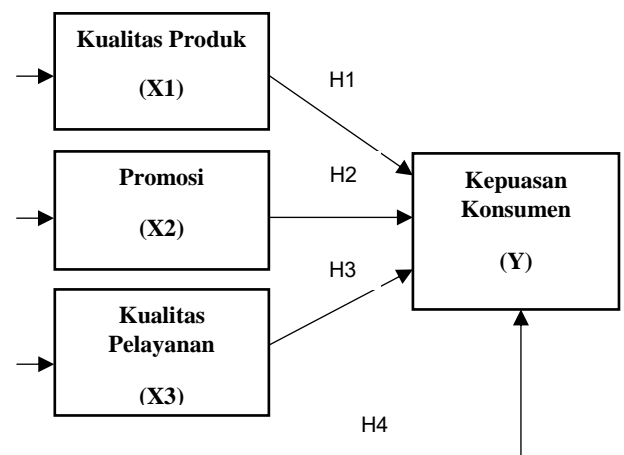 Kualitas Produk
(X1)
H1
Promosi
(X2)
H2
Kepuasan
Konsumen
(Y)
H3
Kualitas
Pelayanan
(X3)
H4